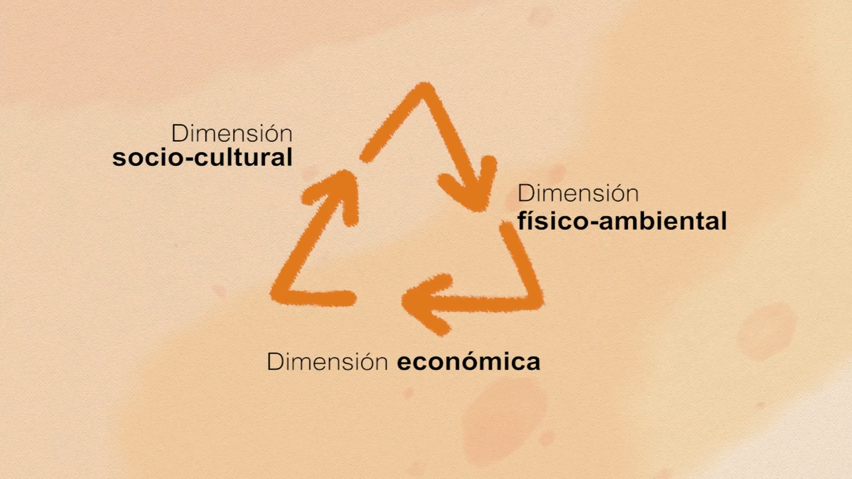 Dimensión
socio-cultural
Dimensión
físico-ambiental
Dimensión económica